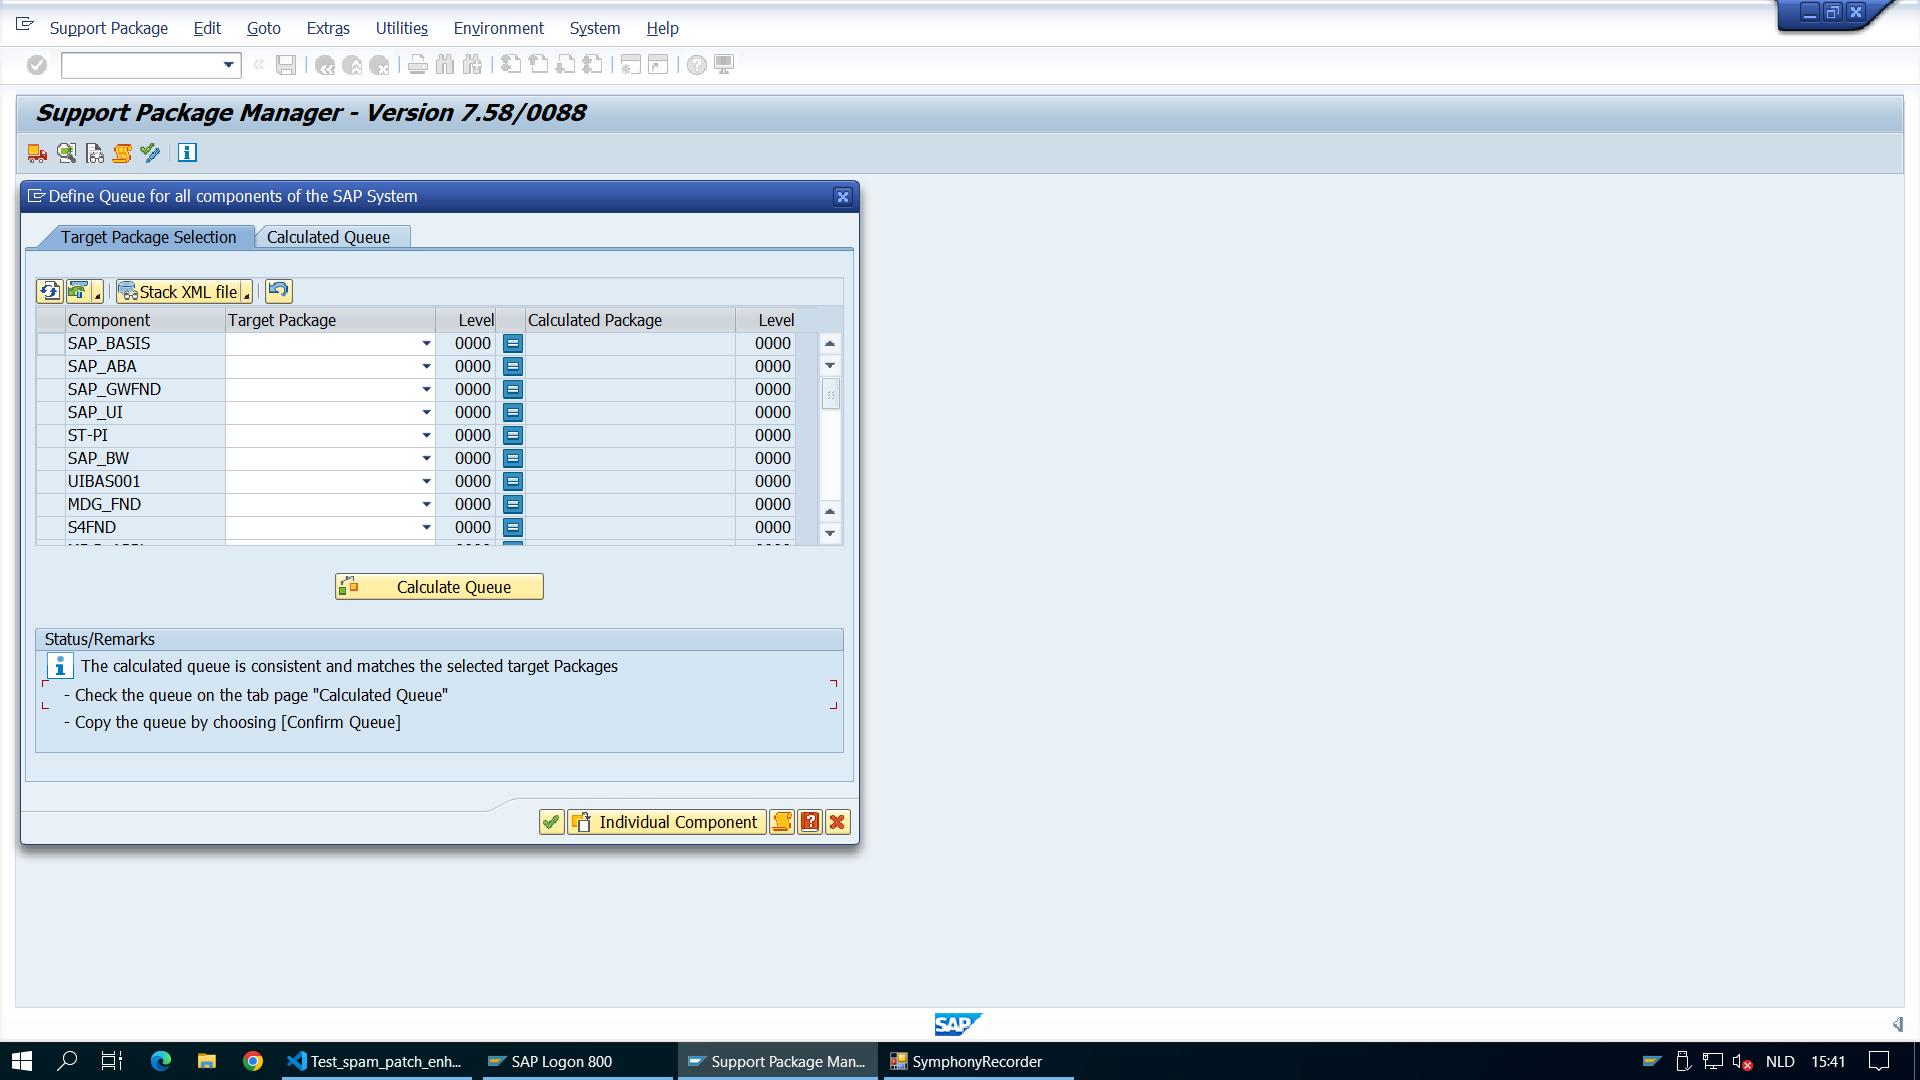 Support Package Edit Goto Extras Utilities Environment System Help
Support Package Manager - Version 7.58/0088
Define Queue for all components of the SAP System
Target Package Selection Calculated Queue
Stack XML file
Component Target Package Level Calculated Package Level
SAP_BASIS 0000 0000
SAP_ABA 0000 0000
SAP_GWFND 0000 0000
SAP_UI 0000 0000
ST-PI 0000 0000
SAP_BW 0000 0000
UIBAS001 0000 0000
MDG_FND 0000 0000
S4FND 0000 0000
Calculate Queue
Status/Remarks
The calculated queue is consistent and matches the selected target Packages
- Check the queue on the tab page "Calculated Queue"
- Copy the queue by choosing [Confirm Queue]
Individual Component
SAP
Test_spam_patch_enh... SAP Logon 800 Support Package Man... SymphonyRecorder NLD 15:41